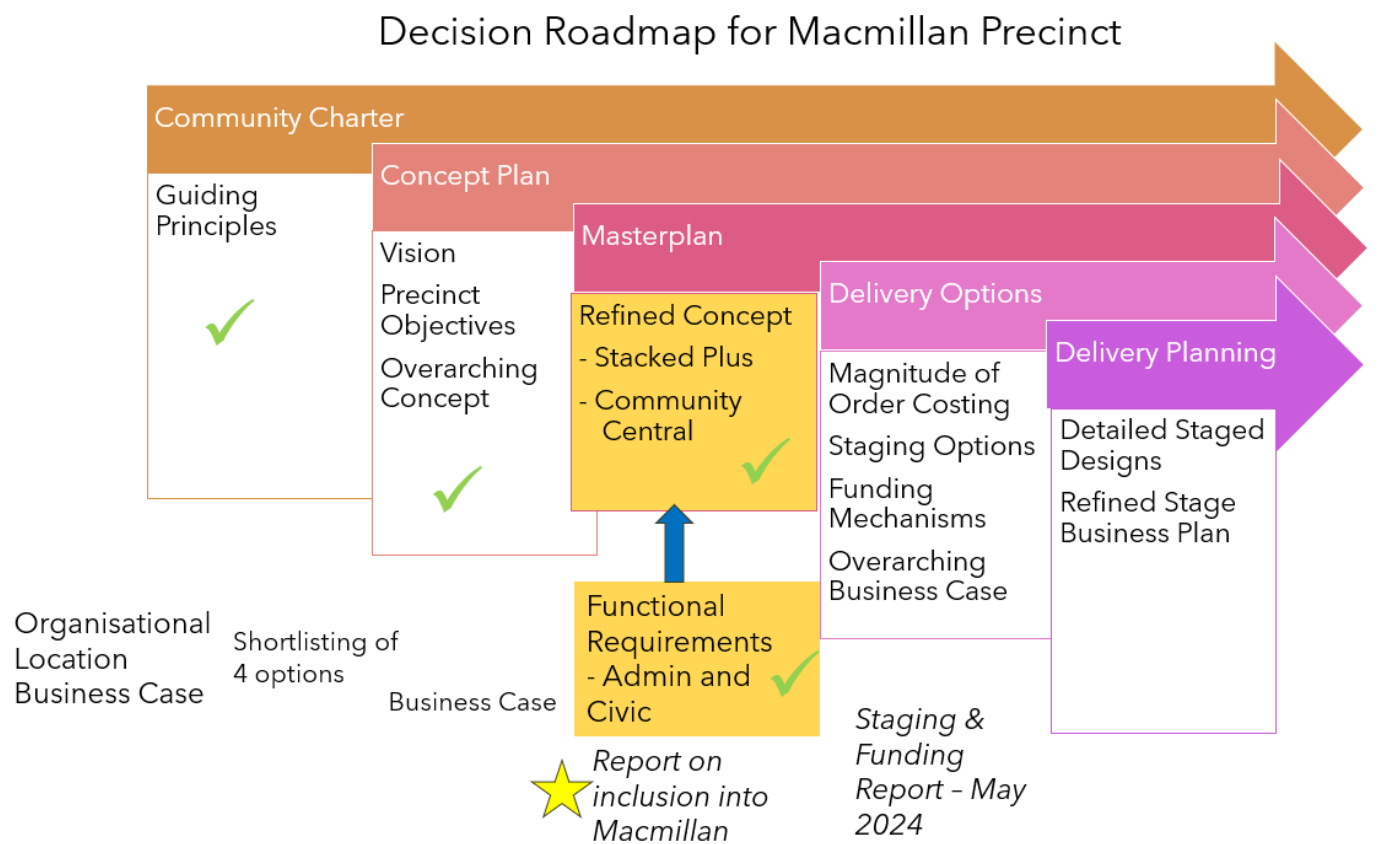 Decision Roadmap for Macmillan Precinct
Community Charter
Guiding
Principles
Concept Plan
Vision
Precinct
Objectives
Overarching
Concept
Masterplan
Refined Concept
- Stacked Plus
- Community
Central
Delivery Options
Magnitude of
Order Costing
Staging Options
Funding
Mechanisms
Overarching
Business Case
Delivery Planning
Detailed Staged
Designs
Refined Stage
Business Plan
Organisational
Location
Business Case
Shortlisting of
4 options
Business Case
Functional
Requirements
- Admin and
Civic
Report on
inclusion into
Macmillan
Staging &
Funding
Report – May
2024